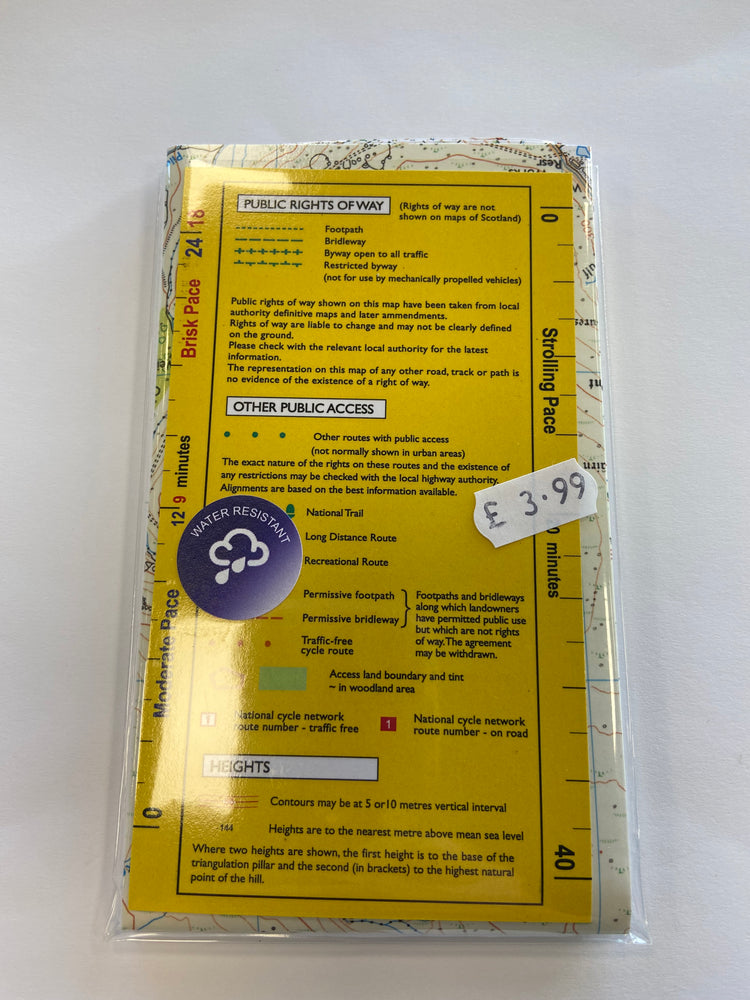 PUBLIC RIGHTS OF WAY
(Rights of way are not
shown on maps of Scotland)
Footpath
Bridleway
Byway open to all traffic
Restricted byway
(not for use by mechanically propelled vehicles)
Public rights of way shown on this map have been taken from local
authority definitive maps and later ammendments.
Rights of way are liable to change and may not be clearly defined
on the ground.
Please check with the relevant local authority for the latest
information.
The representation on this map of any other road, track or path is
no evidence of the existence of a right of way.
OTHER PUBLIC ACCESS
Other routes with public access
(not normally shown in urban areas)
The exact nature of the rights on these routes and the existence of
any restrictions may be checked with the local highway authority.
Alignments are based on the best information available.
National Trail
Long Distance Route
Recreational Route
Permissive footpath
Permissive bridleway
Footpaths and bridleways
along which landowners
have permitted public use
but which are not rights
of way. The agreement
may be withdrawn.
Traffic-free
cycle route
Access land boundary and tint
~ in woodland area
1 National cycle network
route number - traffic free
1 National cycle network
route number - on road
HEIGHTS
Contours may be at 5 or10 metres vertical interval
144 Heights are to the nearest metre above mean sea level
Where two heights are shown, the first height is to the base of the
triangulation pillar and the second (in brackets) to the highest natural
point of the hill.
0 Moderate Pace 12 9 minutes Brisk Pace 24 18
0 Strolling Pace 0 minutes 40
WATER RESISTANT
£ 3.99
Resr